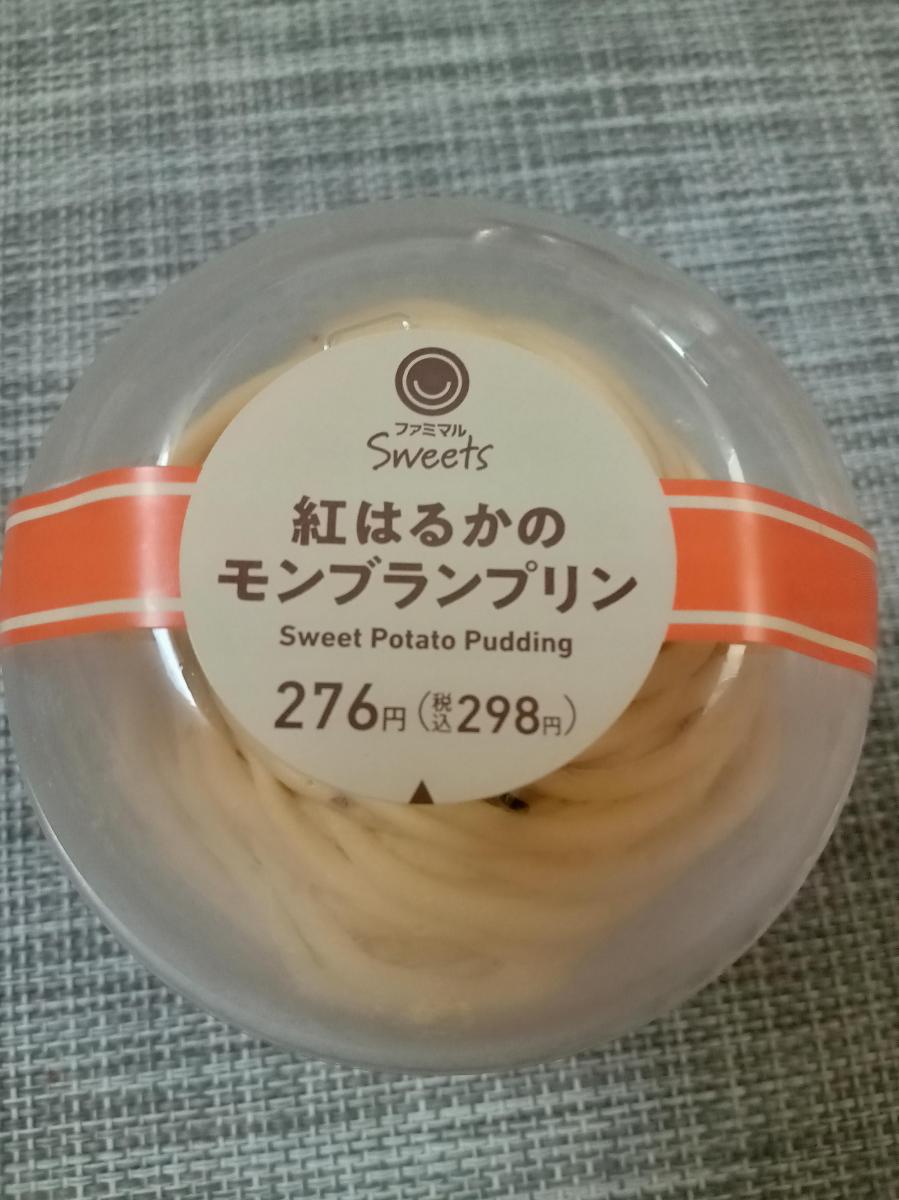 ファミマル
Sweets
紅はるかの
モンブランプリン
Sweet Potato Pudding
276円(税込298円)